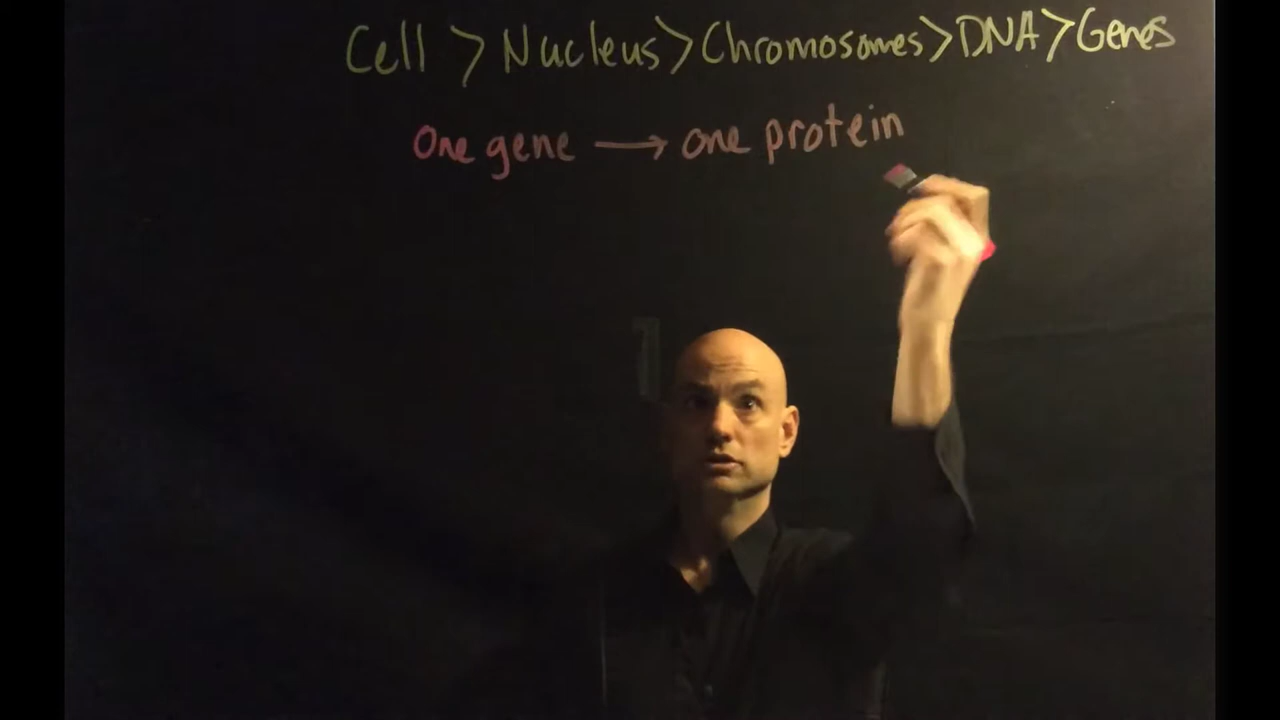 Cell > Nucleus > Chromosomes > DNA > Genes
One gene → one protein